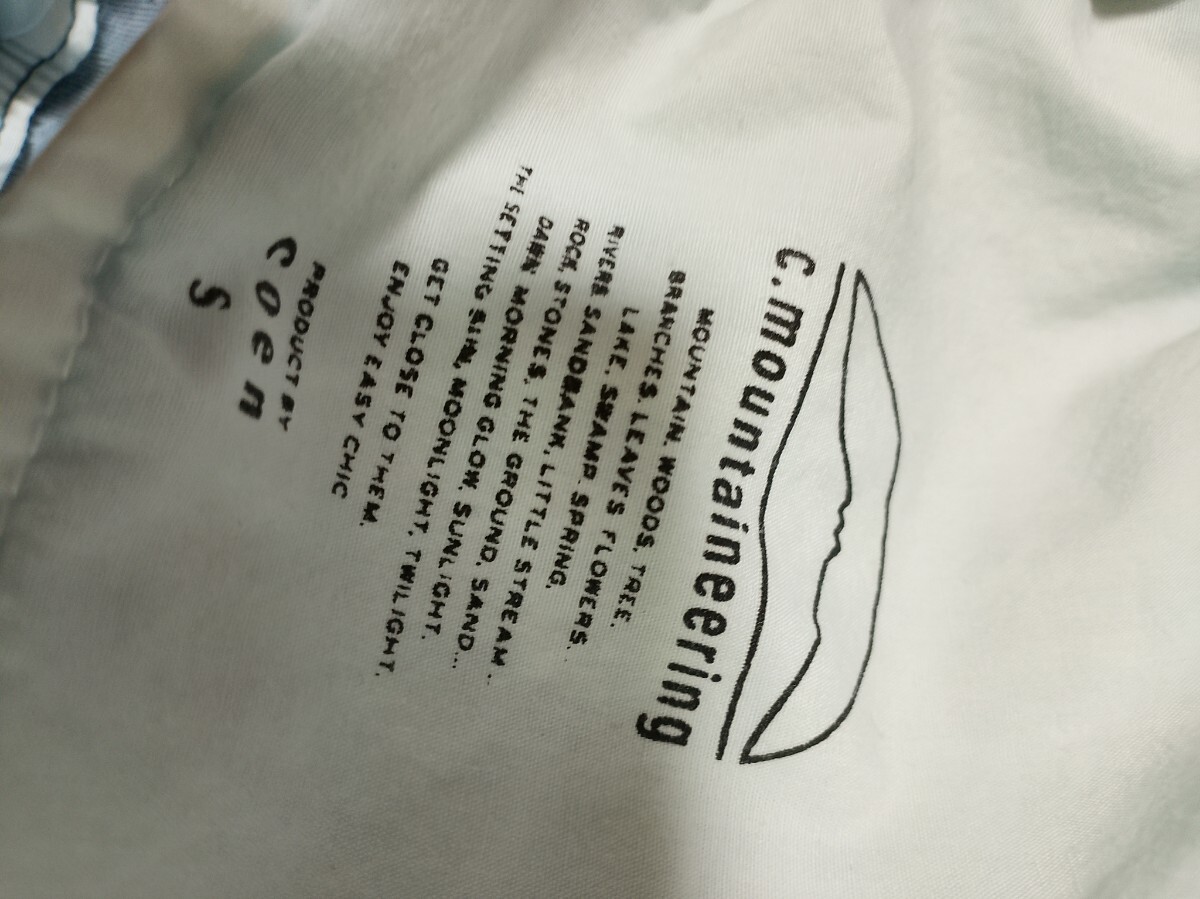 C.mountaineering
MOUNTAIN. WOODS. TREE.
BRANCHES. LEAVES FLOWERS..
LAKE. SWAMP. SPRING.
RIVERS SANDBANK. LITTLE STREAM..
ROCK. STONES. THE GROUND. SAND...
DAWN MORNING GLOW. SUNLIGHT.
THE SETTING SUN. MOONLIGHT. TWILIGHT.
GET CLOSE TO THEM.
ENJOY EASY CHIC
PRODUCT BY
coen
S